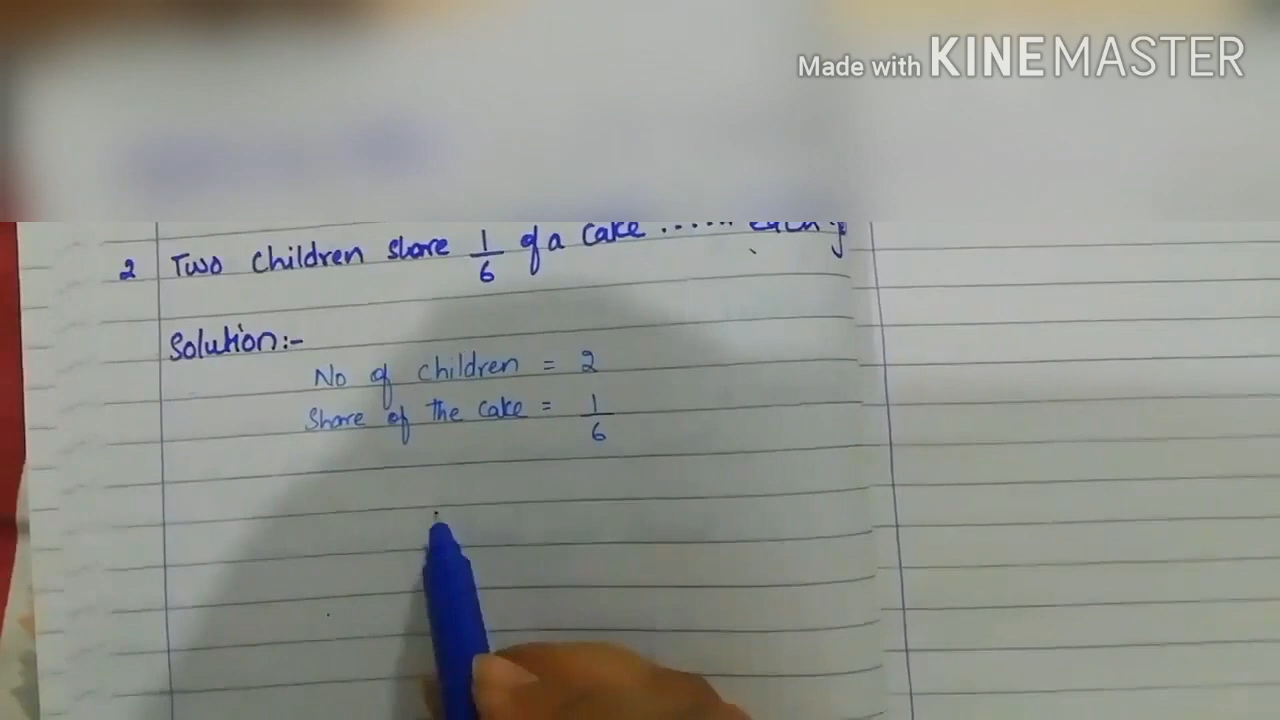 Made with KINEMASTER
2 Two children share 1/6 of a cake ...... each?
Solution:-
No of children = 2
Share of the cake = 1/6